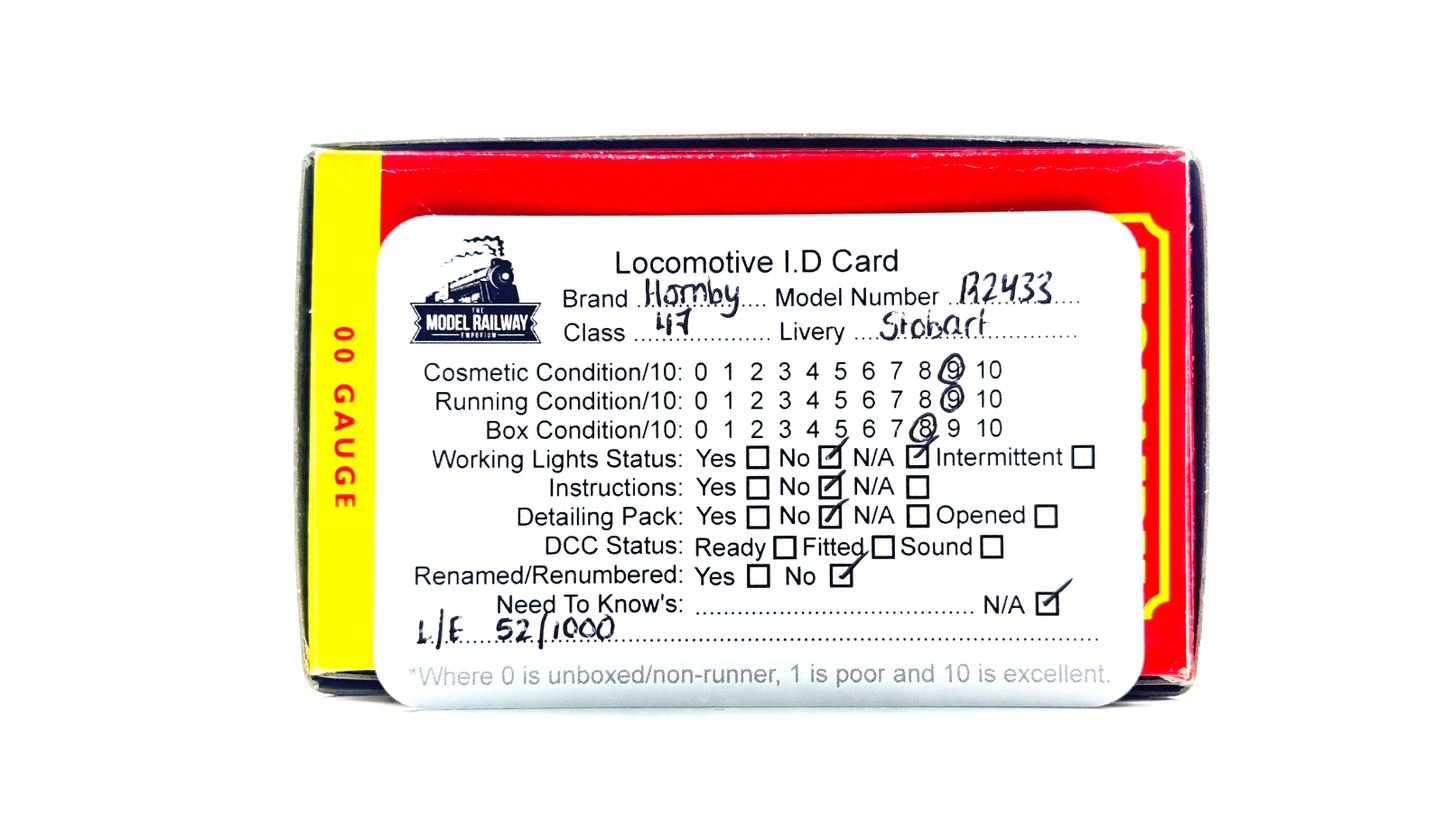 00 GAUGE
THE
MODEL RAILWAY
EMPORIUM
Locomotive I.D Card
Brand Hornby Model Number R2433
Class 47 Livery Stobart
Cosmetic Condition/10: 0 1 2 3 4 5 6 7 8 9 10
Running Condition/10: 0 1 2 3 4 5 6 7 8 9 10
Box Condition/10: 0 1 2 3 4 5 6 7 8 9 10
Working Lights Status: Yes ☐ No ☑ N/A ☑ Intermittent ☐
Instructions: Yes ☐ No ☑ N/A ☐
Detailing Pack: Yes ☐ No ☑ N/A ☐ Opened ☐
DCC Status: Ready ☐ Fitted ☐ Sound ☐
Renamed/Renumbered: Yes ☐ No ☑
Need To Know's: N/A ☑
L/E 52/1000
*Where 0 is unboxed/non-runner, 1 is poor and 10 is excellent.